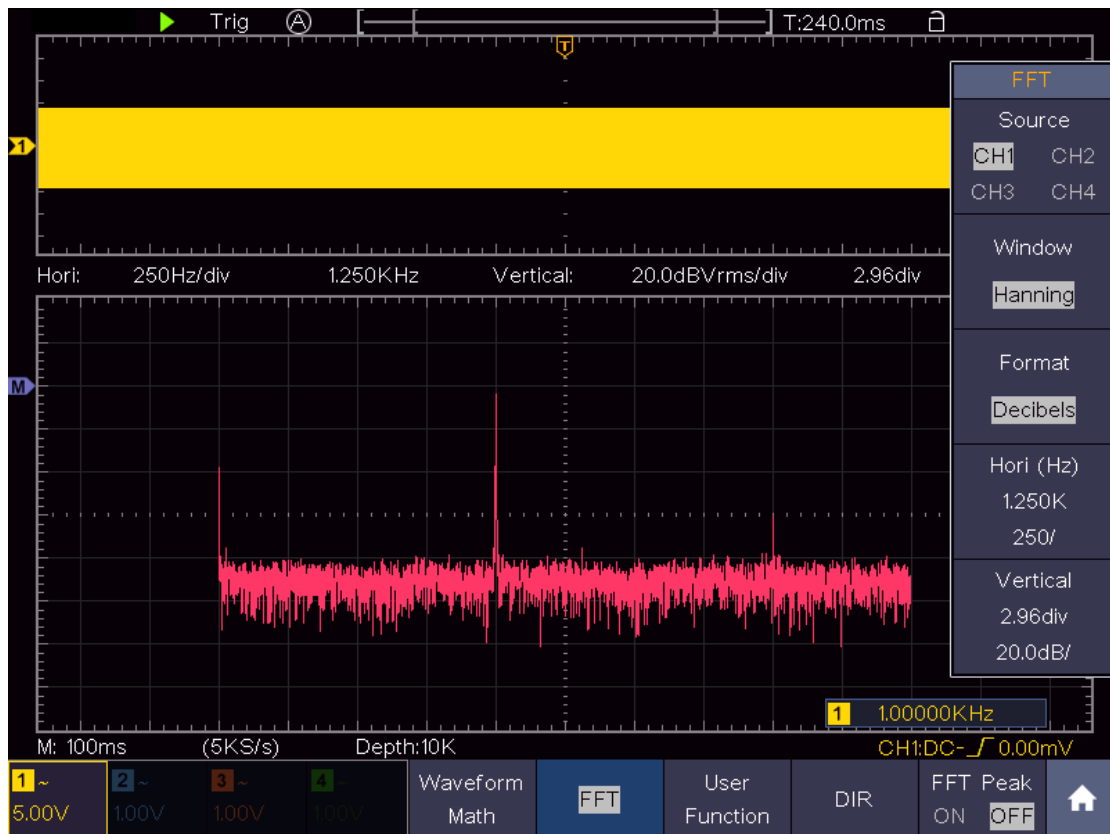 Trig A T:240.0ms
T
1
FFT
Source
CH1 CH2
CH3 CH4
Window
Hanning
Format
Decibels
Hori (Hz)
1.250K
250/
Vertical
2.96div
20.0dB/
Hori: 250Hz/div 1.250KHz Vertical: 20.0dBVrms/div 2.96div
M
1 1.00000KHz
M: 100ms (5KS/s) Depth:10K CH1:DC- 0.00mV
1 ~ 2 ~ 3 ~ 4 ~
5.00V 1.00V 1.00V 1.00V
Waveform
Math
FFT
User
Function
DIR
FFT Peak
ON OFF